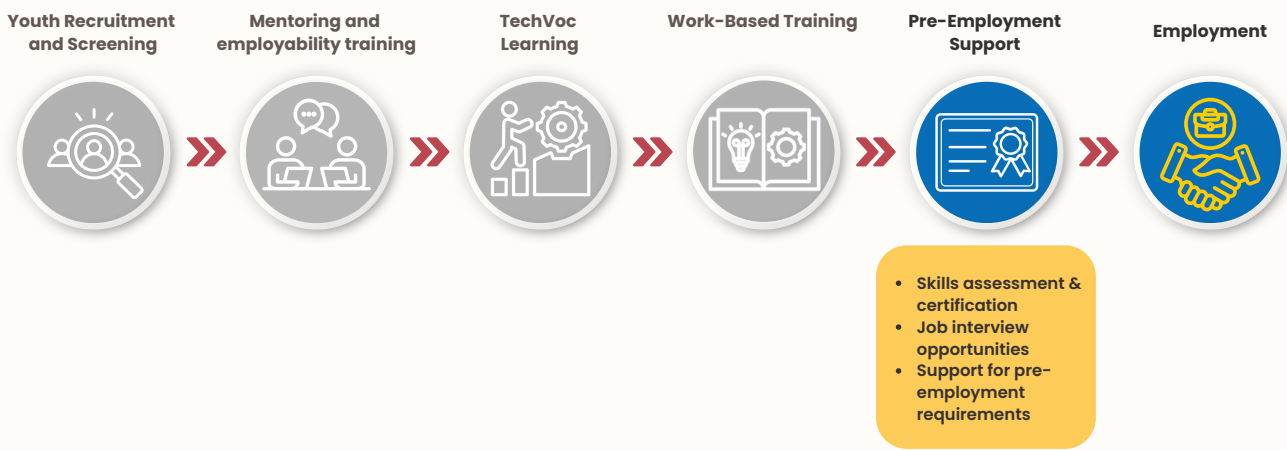 Youth Recruitment
and Screening
Mentoring and
employability training
TechVoc
Learning
Work-Based Training
Pre-Employment
Support
Employment
• Skills assessment &
certification
• Job interview
opportunities
• Support for pre-
employment
requirements